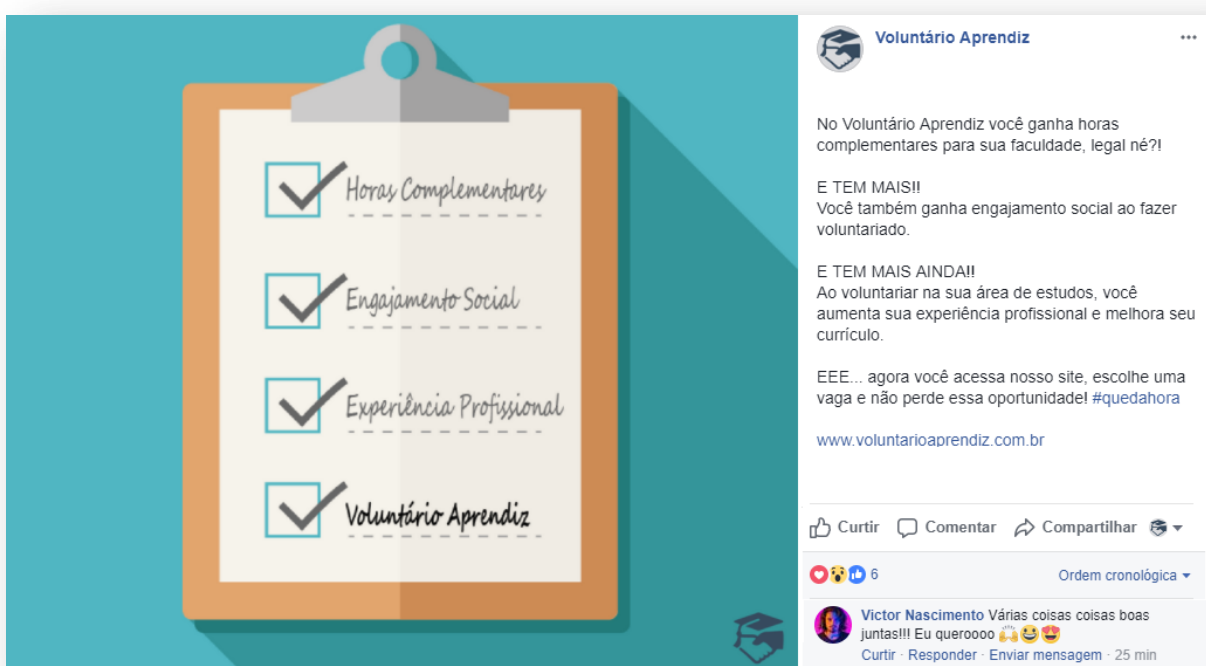 Horas Complementares
Engajamento Social
Experiência Profissional
Voluntário Aprendiz
Voluntário Aprendiz
No Voluntário Aprendiz você ganha horas
complementares para sua faculdade, legal né?!
E TEM MAIS!!
Você também ganha engajamento social ao fazer
voluntariado.
E TEM MAIS AINDA!!
Ao voluntariar na sua área de estudos, você
aumenta sua experiência profissional e melhora seu
currículo.
EEE... agora você acessa nosso site, escolhe uma
vaga e não perde essa oportunidade! #quedahora
www.voluntarioaprendiz.com.br
Curtir Comentar Compartilhar
6 Ordem cronológica
Victor Nascimento Várias coisas coisas boas
juntas!!! Eu queroooo 🙌😃😍
Curtir · Responder · Enviar mensagem · 25 min